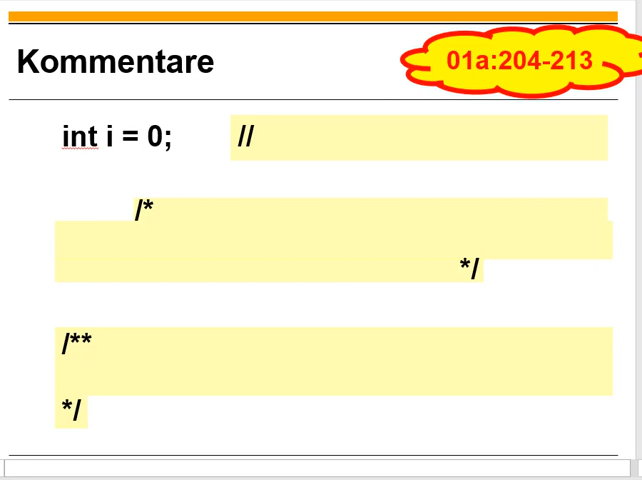 Kommentare
01a:204-213
int i = 0; //
/*
*/
/**
*/